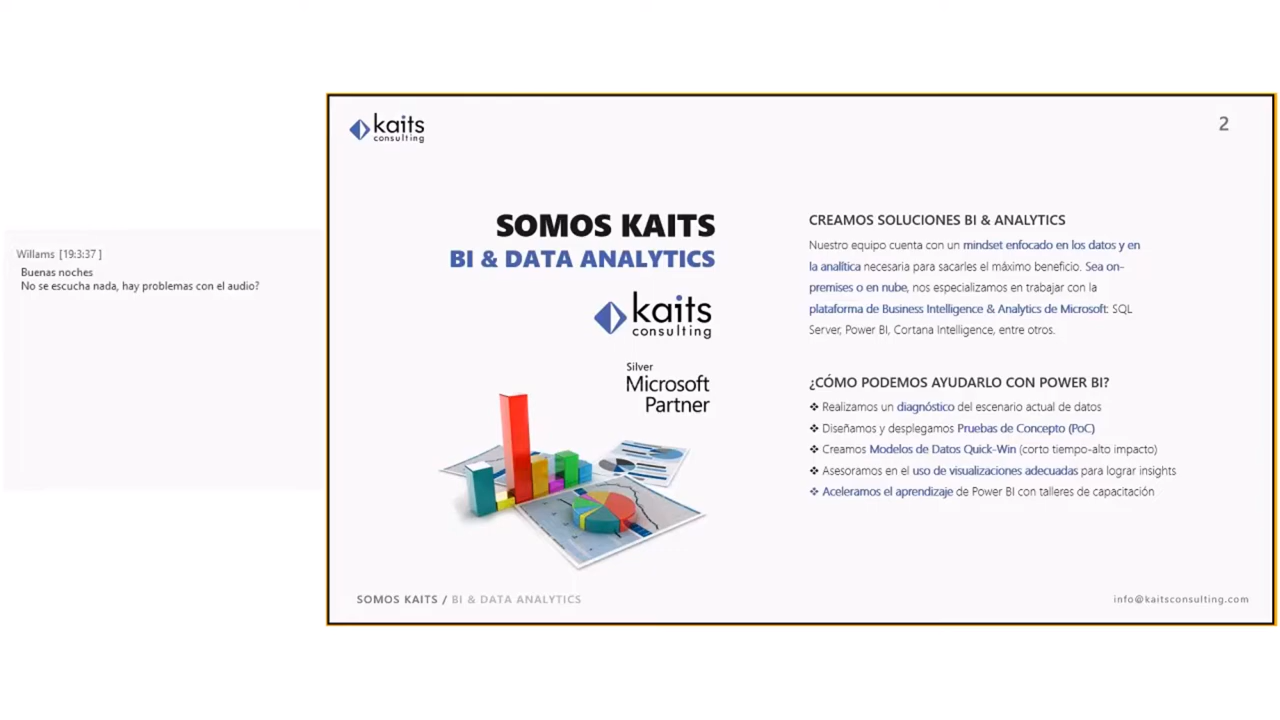 Willams [19:3:37 ]
Buenas noches
No se escucha nada, hay problemas con el audio?
kaits
consulting
2
SOMOS KAITS
BI & DATA ANALYTICS
kaits
consulting
Silver
Microsoft
Partner
CREAMOS SOLUCIONES BI & ANALYTICS
Nuestro equipo cuenta con un mindset enfocado en los datos y en
la analítica necesaria para sacarles el máximo beneficio. Sea on-
premises o en nube, nos especializamos en trabajar con la
plataforma de Business Intelligence & Analytics de Microsoft: SQL
Server, Power BI, Cortana Intelligence, entre otros.
¿CÓMO PODEMOS AYUDARLO CON POWER BI?
❖ Realizamos un diagnóstico del escenario actual de datos
❖ Diseñamos y desplegamos Pruebas de Concepto (PoC)
❖ Creamos Modelos de Datos Quick-Win (corto tiempo-alto impacto)
❖ Asesoramos en el uso de visualizaciones adecuadas para lograr insights
❖ Aceleramos el aprendizaje de Power BI con talleres de capacitación
SOMOS KAITS / BI & DATA ANALYTICS
info@kaitsconsulting.com